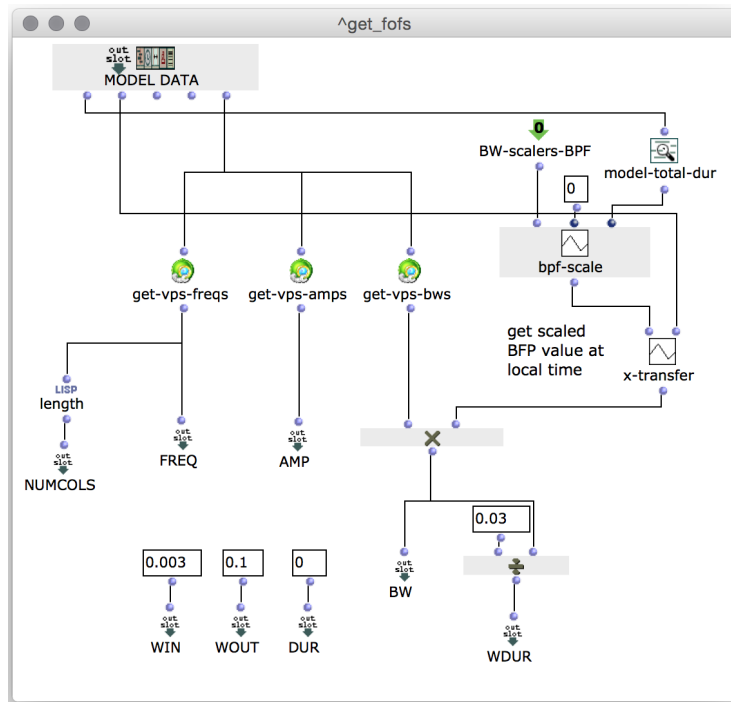 ^get_fofs
out
slot
MODEL DATA
0
BW-scalers-BPF
model-total-dur
0
bpf-scale
get-vps-freqs
get-vps-amps
get-vps-bws
get scaled
BFP value at
local time
x-transfer
LISP
length
out
slot
NUMCOLS
out
slot
FREQ
out
slot
AMP
0.03
0.003
0.1
0
out
slot
BW
out
slot
WIN
out
slot
WOUT
out
slot
DUR
out
slot
WDUR